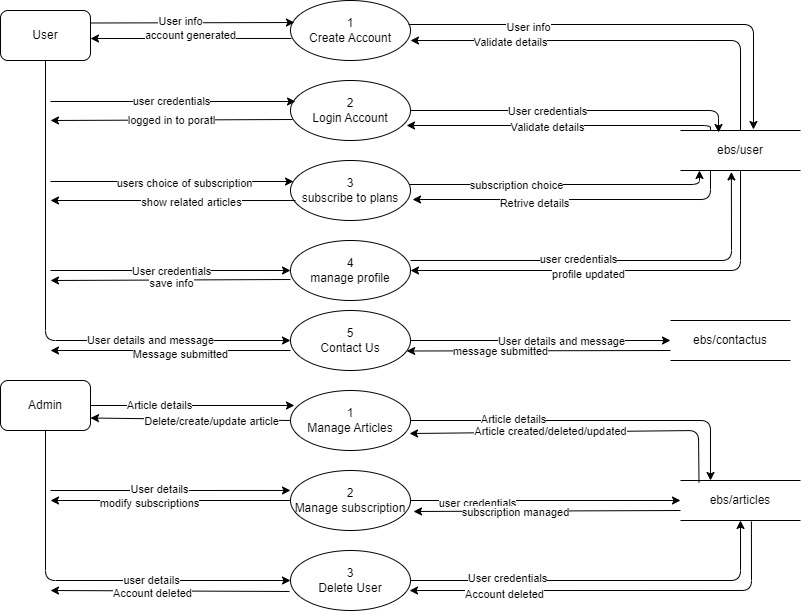 User
User info
account generated
1
Create Account
User info
Validate details
user credentials
logged in to poratl
2
Login Account
User credentials
Validate details
ebs/user
users choice of subscription
show related articles
3
subscribe to plans
subscription choice
Retrive details
User credentials
save info
4
manage profile
user credentials
profile updated
User details and message
Message submitted
5
Contact Us
User details and message
message submitted
ebs/contactus
Admin
Article details
Delete/create/update article
1
Manage Articles
Article details
Article created/deleted/updated
User details
modify subscriptions
2
Manage subscription
user credentials
subscription managed
ebs/articles
user details
Account deleted
3
Delete User
User credentials
Account deleted